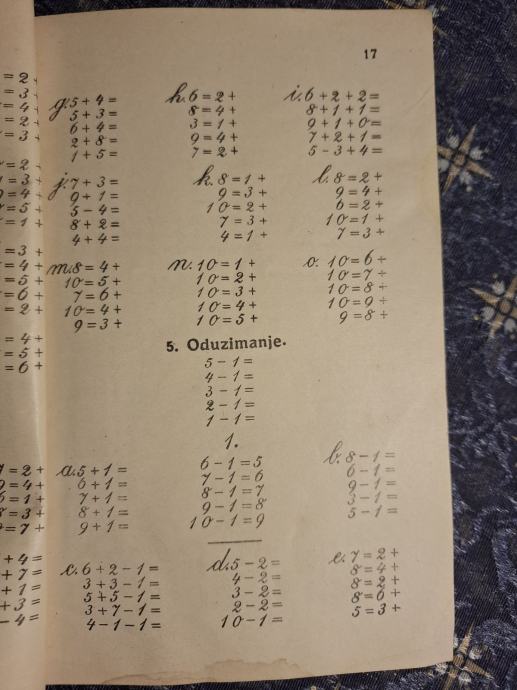 17
g. 5 + 4 =
5 + 3 =
6 + 4 =
2 + 8 =
1 + 5 =
h. 6 = 2 +
8 = 4 +
3 = 1 +
9 = 4 +
7 = 2 +
i. 6 + 2 + 2 =
8 + 1 + 1 =
9 + 1 + 0 =
7 + 2 + 1 =
5 - 3 + 4 =
j. 7 + 3 =
9 + 1 =
5 - 4 =
8 + 2 =
4 + 4 =
k. 8 = 1 +
9 = 3 +
10 = 2 +
7 = 3 +
4 = 1 +
l. 8 = 2 +
9 = 4 +
6 = 2 +
10 = 1 +
7 = 3 +
m. 8 = 4 +
10 = 5 +
7 = 6 +
10 = 4 +
9 = 3 +
n. 10 = 1 +
10 = 2 +
10 = 3 +
10 = 4 +
10 = 5 +
o. 10 = 6 +
10 = 7 +
10 = 8 +
10 = 9 +
9 = 8 +
5. Oduzimanje.
5 - 1 =
4 - 1 =
3 - 1 =
2 - 1 =
1 - 1 =
1.
a. 5 + 1 =
6 + 1 =
7 + 1 =
8 + 1 =
9 + 1 =
6 - 1 = 5
7 - 1 = 6
8 - 1 = 7
9 - 1 = 8
10 - 1 = 9
b. 8 - 1 =
6 - 1 =
9 - 1 =
3 - 1 =
5 - 1 =
c. 6 + 2 - 1 =
3 + 3 - 1 =
5 + 5 - 1 =
3 + 7 - 1 =
4 - 1 - 1 =
d. 5 - 2 =
4 - 2 =
3 - 2 =
2 - 2 =
10 - 1 =
e. 7 = 2 +
8 = 4 +
8 = 2 +
8 = 6 +
5 = 3 +